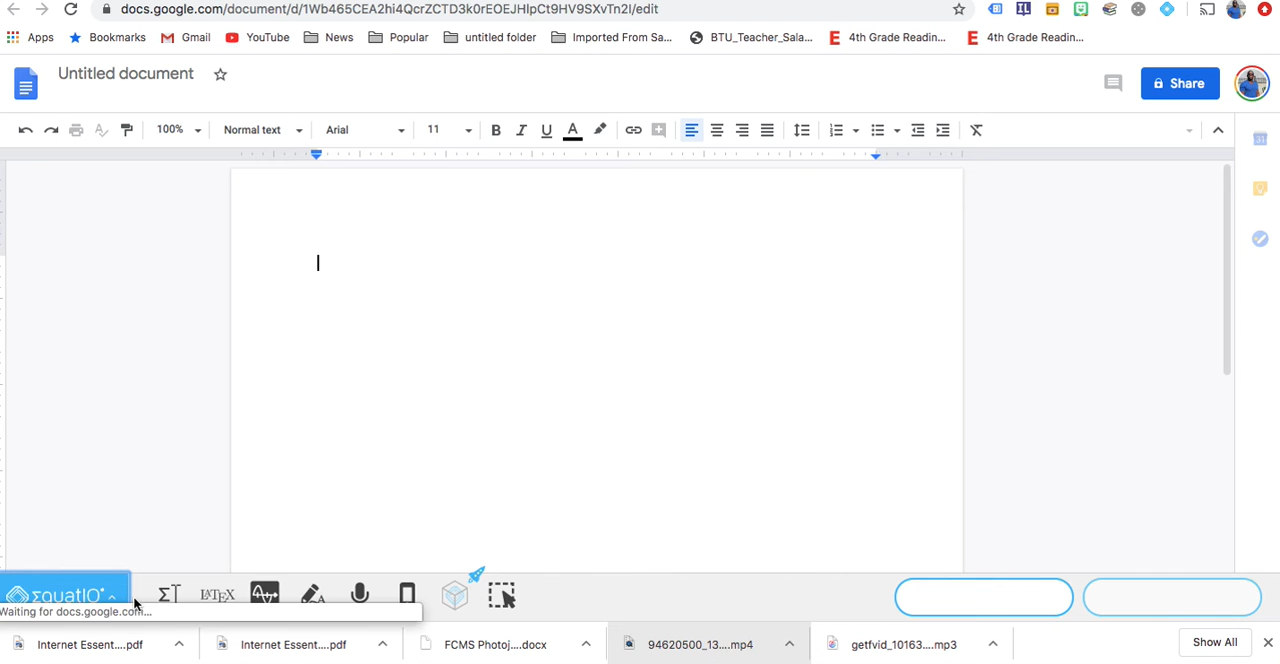 docs.google.com/document/d/1Wb465CEA2hi4QcrZCTD3k0rEOEJHIpCt9HV9SXvTn2I/edit
Apps Bookmarks Gmail YouTube News Popular untitled folder Imported From Sa... BTU_Teacher_Sala... 4th Grade Readin... 4th Grade Readin...
Untitled document
Share
100% Normal text Arial 11 B I U A
31
EquatIO
LATEX
Waiting for docs.google.com...
Internet Essent....pdf Internet Essent....pdf FCMS Photoj....docx 94620500_13....mp4 getfvid_10163....mp3 Show All